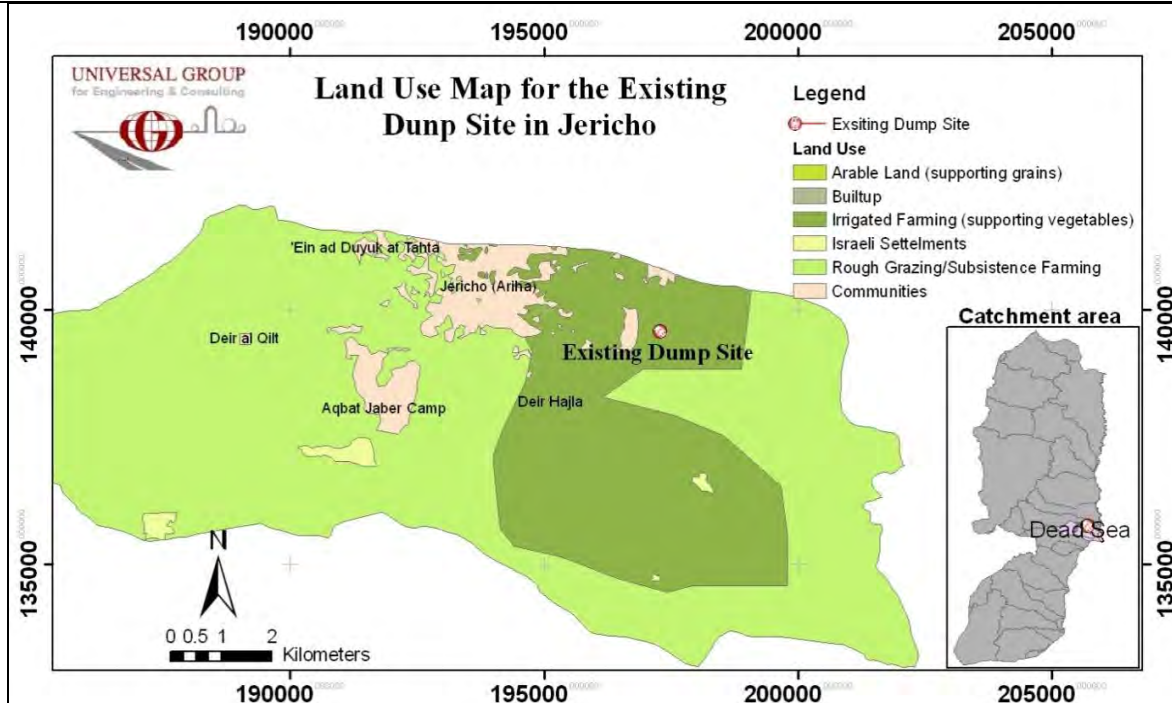 190000
195000
200000
205000
UNIVERSAL GROUP
for Engineering & Consulting
Land Use Map for the Existing
Dunp Site in Jericho
Legend
Exsiting Dump Site
Land Use
Arable Land (supporting grains)
Builtup
Irrigated Farming (supporting vegetables)
Israeli Settelments
Rough Grazing/Subsistence Farming
Communities
'Ein ad Duyuk at Tahta
Jericho (Ariha)
140000
140000
Catchment area
Deir al Qilt
Existing Dump Site
Aqbat Jaber Camp
Deir Hajla
Dead Sea
N
135000
135000
0 0.5 1 2
Kilometers
190000
195000
200000
205000